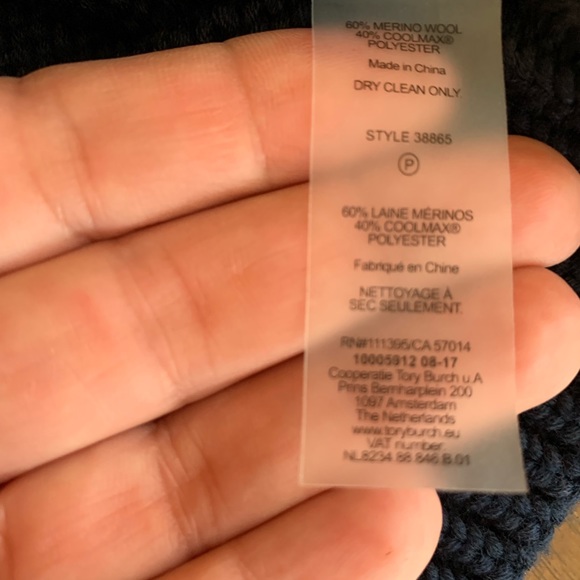 60% MERINO WOOL
40% COOLMAX®
POLYESTER
Made in China
DRY CLEAN ONLY
STYLE 38865
P
60% LAINE MÉRINOS
40% COOLMAX®
POLYESTER
Fabriqué en Chine
NETTOYAGE À
SEC SEULEMENT.
RN#111395/CA 57014
10005912 08-17
Cooperatie Tory Burch u.A
Prins Bernharplein 200
1097 Amsterdam
The Netherlands
www.toryburch.eu
VAT number:
NL8234 88 846 B.01